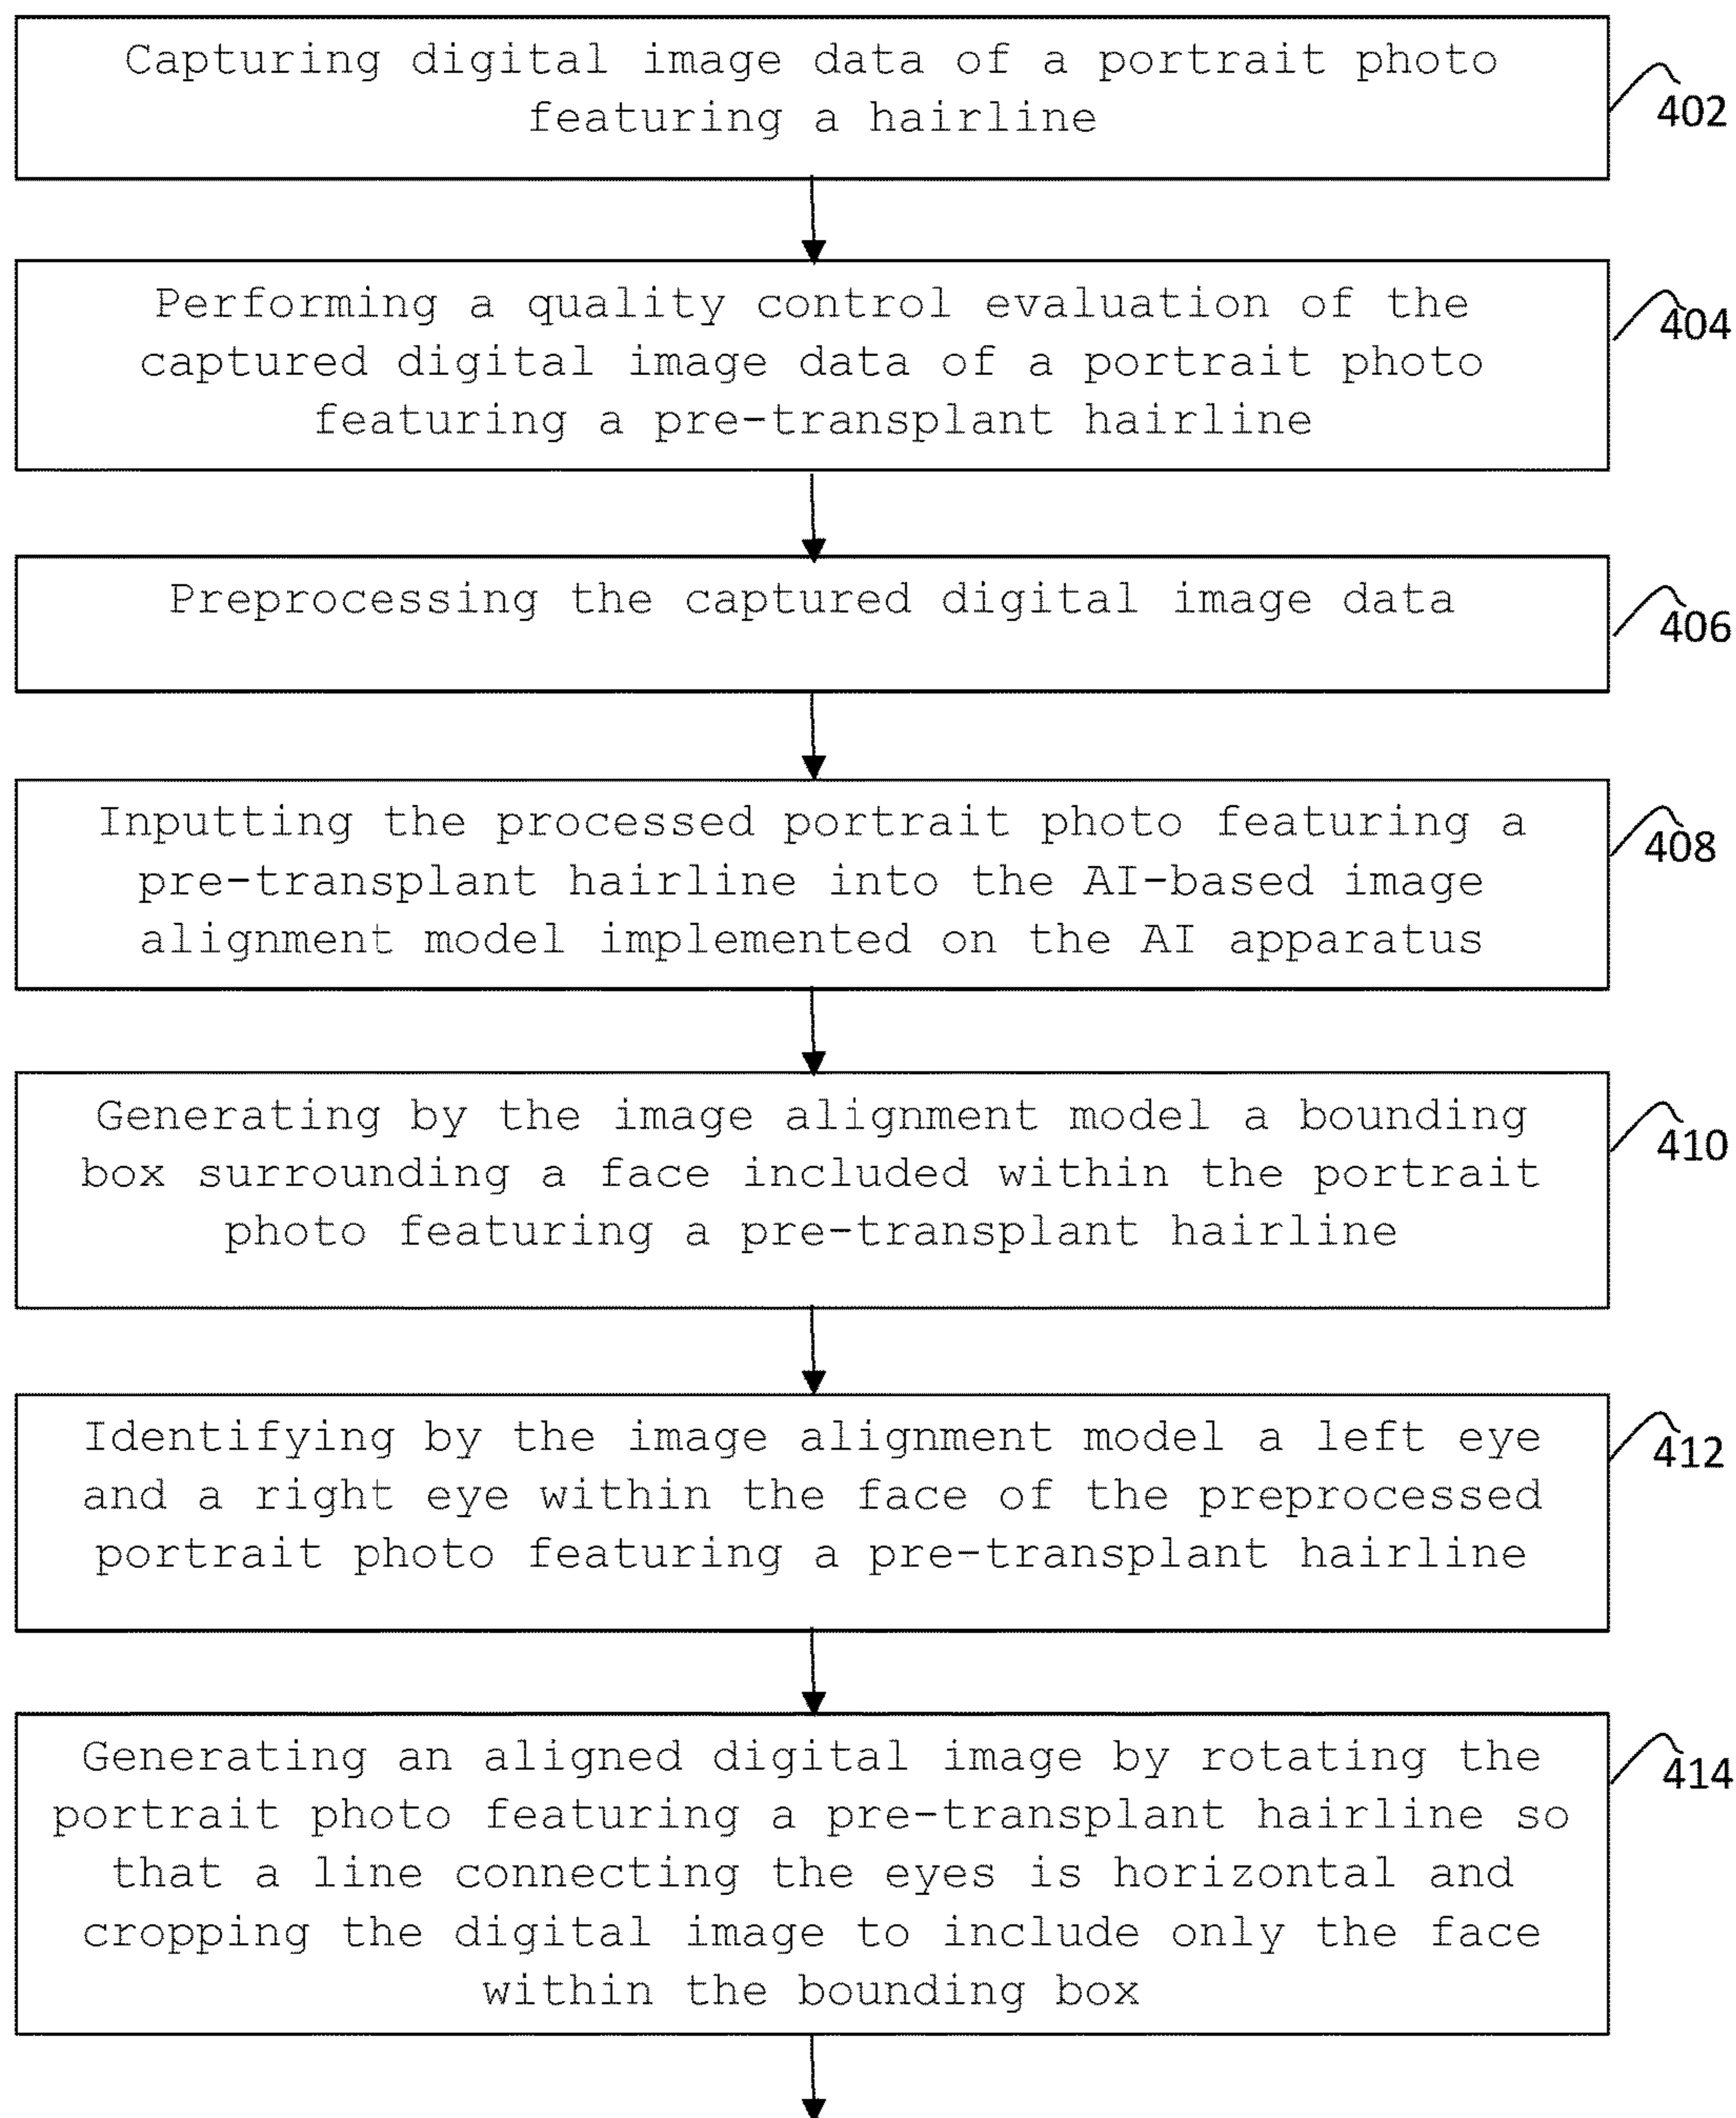 Capturing digital image data of a portrait photo
featuring a hairline
402
Performing a quality control evaluation of the
captured digital image data of a portrait photo
featuring a pre-transplant hairline
404
Preprocessing the captured digital image data
406
Inputting the processed portrait photo featuring a
pre-transplant hairline into the AI-based image
alignment model implemented on the AI apparatus
408
Generating by the image alignment model a bounding
box surrounding a face included within the portrait
photo featuring a pre-transplant hairline
410
Identifying by the image alignment model a left eye
and a right eye within the face of the preprocessed
portrait photo featuring a pre-transplant hairline
412
Generating an aligned digital image by rotating the
portrait photo featuring a pre-transplant hairline so
that a line connecting the eyes is horizontal and
cropping the digital image to include only the face
within the bounding box
414